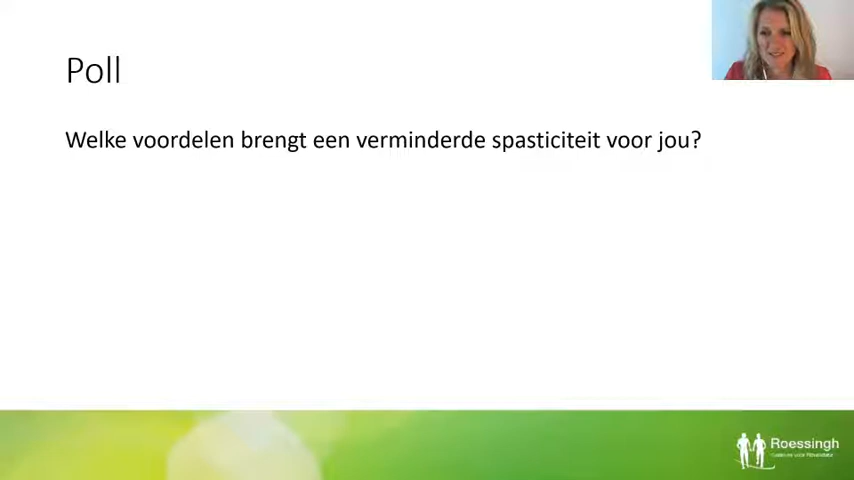 Poll
Welke voordelen brengt een verminderde spasticiteit voor jou?
Roessingh